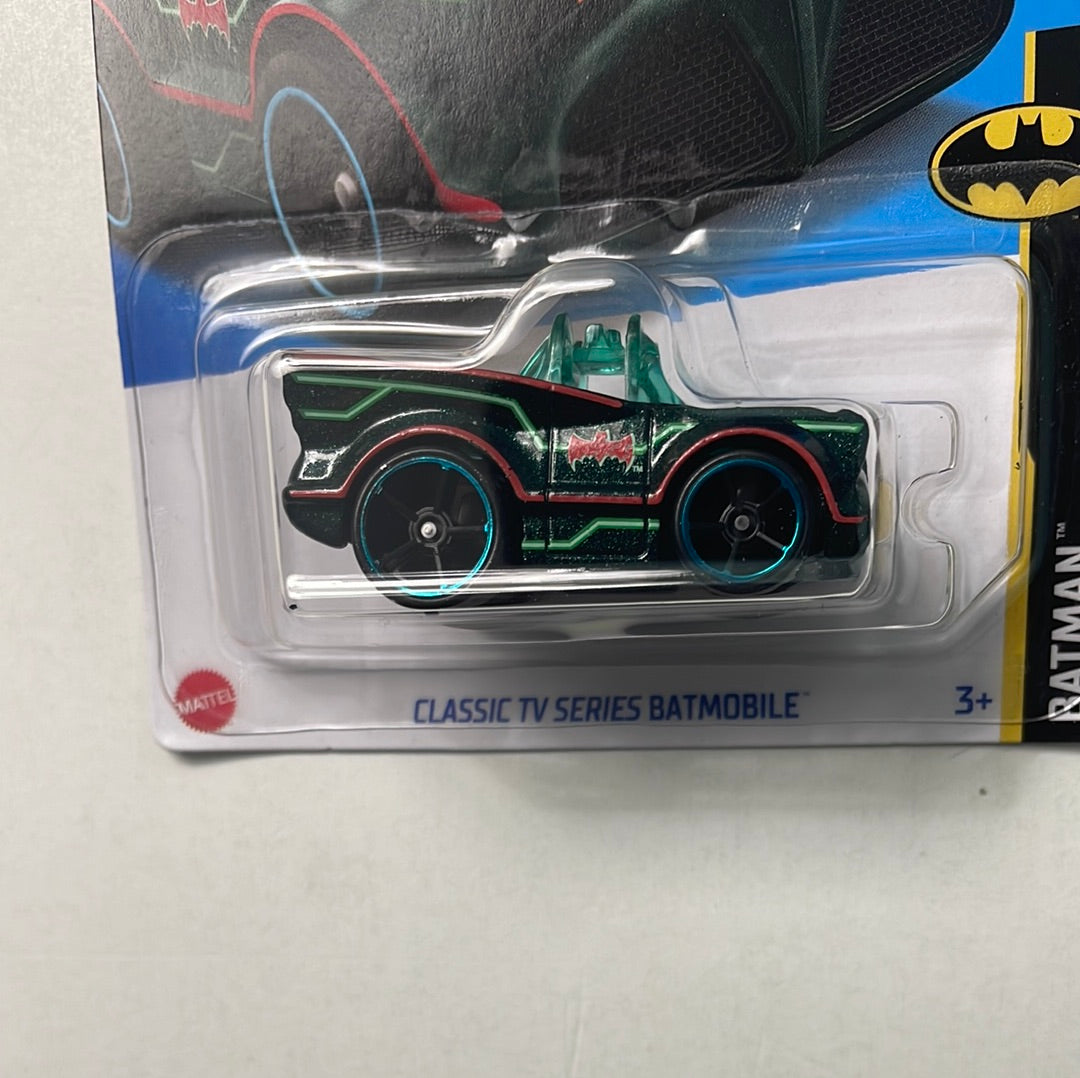 MATTEL
CLASSIC TV SERIES BATMOBILE™
3+
BATMAN™